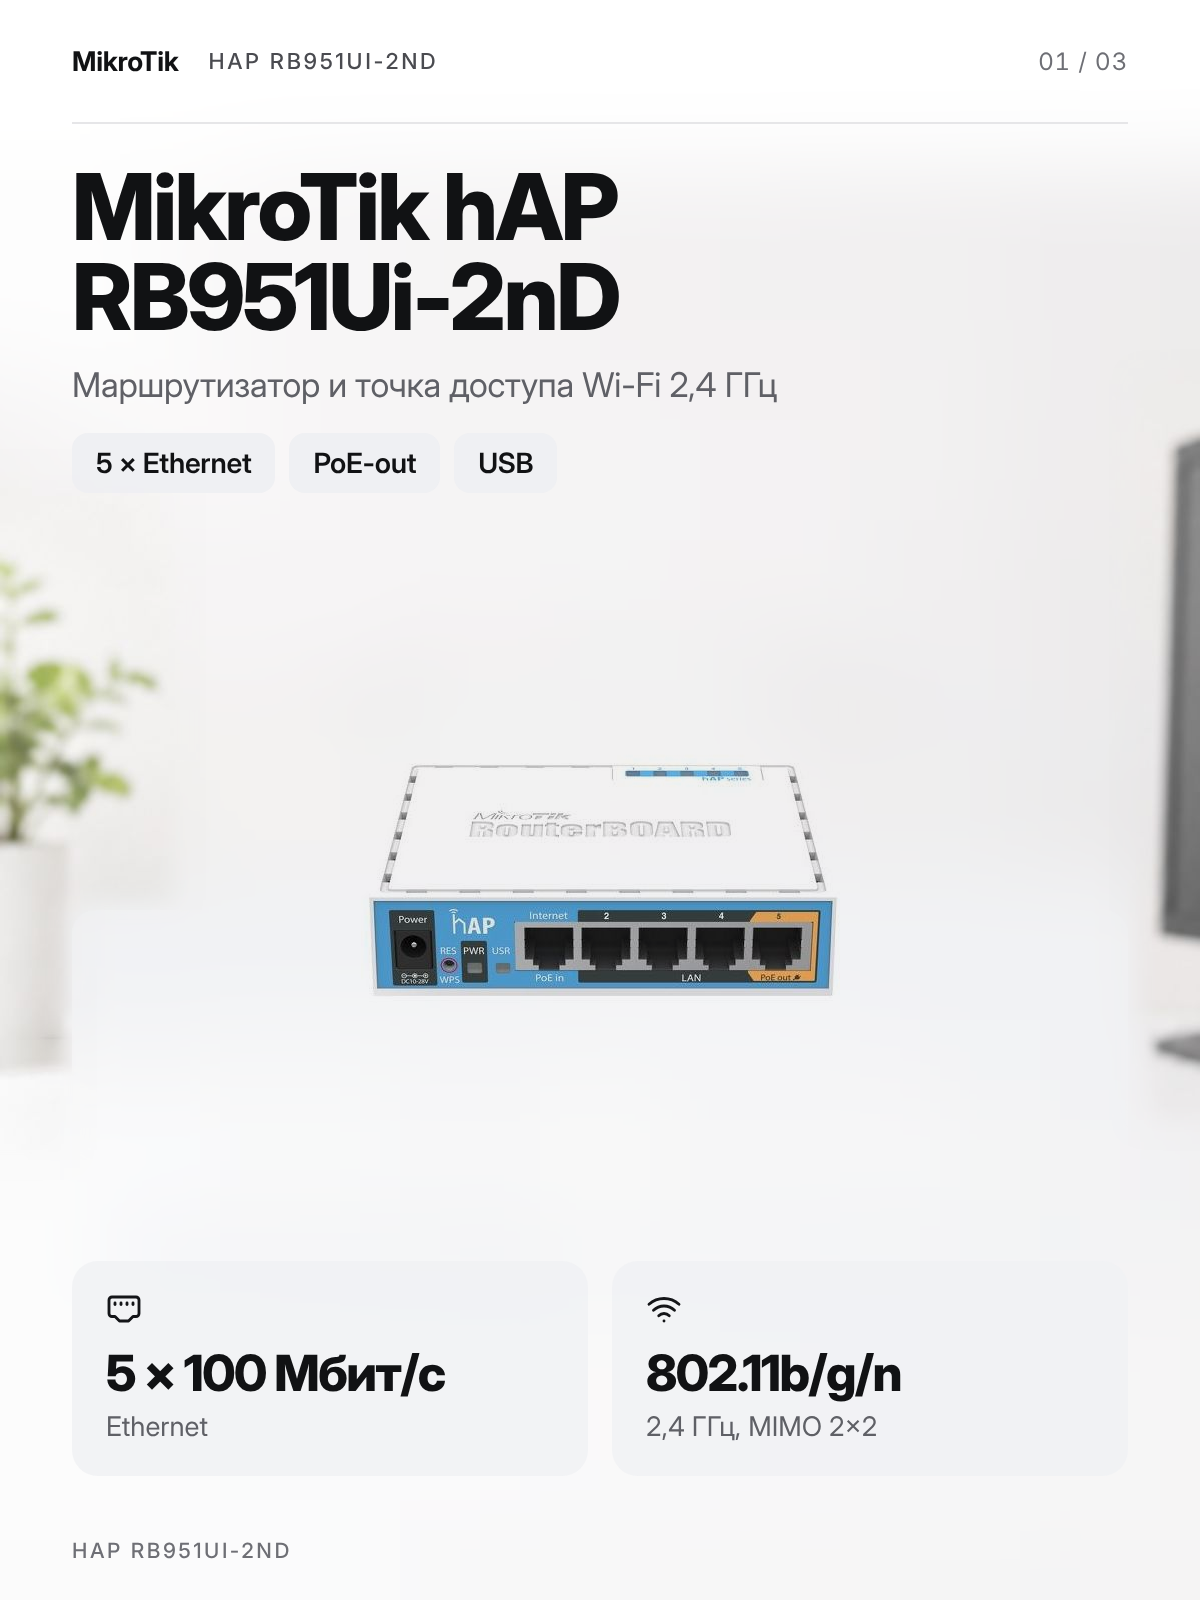 MikroTik HAP RB951UI-2ND 01 / 03
MikroTik hAP
RB951Ui-2nD
Маршрутизатор и точка доступа Wi-Fi 2,4 ГГц
5 × Ethernet PoE-out USB
hAP series
MikroTik
RouterBOARD
Power hAP Internet 2 3 4 5
RES PWR USR
DC10-28V WPS PoE in LAN PoE out
5 × 100 Мбит/с
Ethernet
802.11b/g/n
2,4 ГГц, MIMO 2×2
HAP RB951UI-2ND